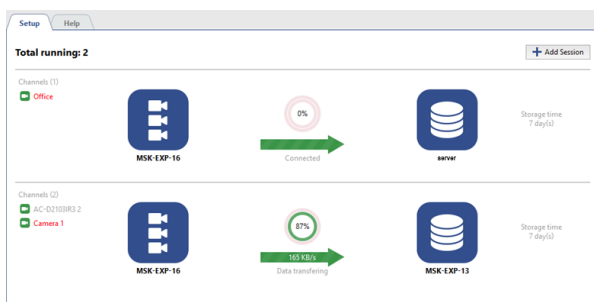 Setup
Help
Total running: 2
Add Session
Channels (1)
Office
0%
Connected
MSK-EXP-16
server
Storage time
7 day(s)
Channels (2)
AC-D2103IR3 2
Camera 1
87%
165 KB/s
Data transfering
MSK-EXP-16
MSK-EXP-13
Storage time
7 day(s)